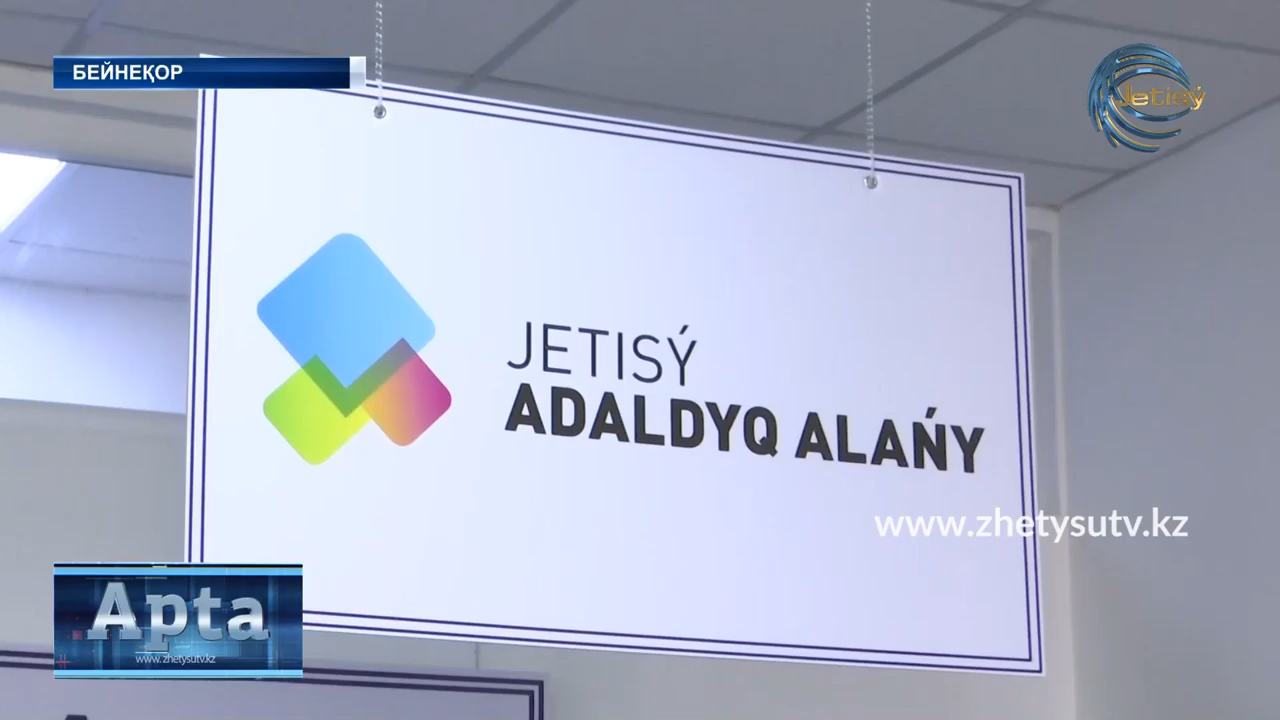 БЕЙНЕҚОР
Jetisý
JETISÝ
ADALDYQ ALAŃY
www.zhetysutv.kz
Apta
www.zhetysutv.kz